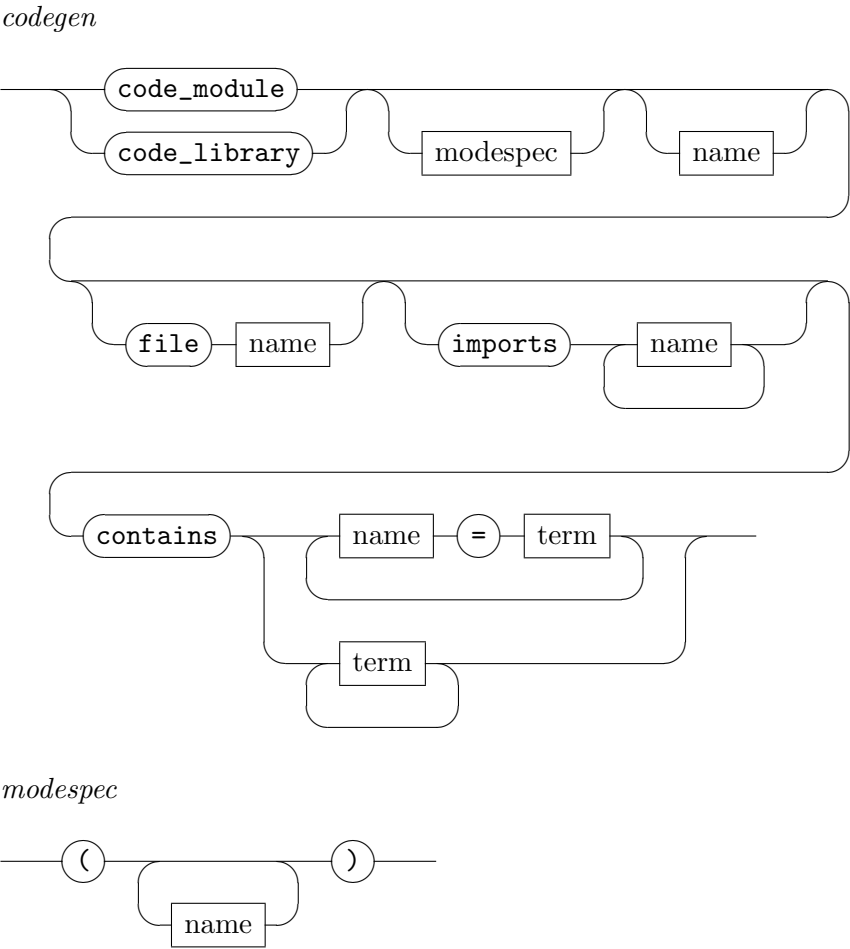 codegen
code_module
code_library modespec name
file name imports name
contains name = term
term
modespec
( )
name